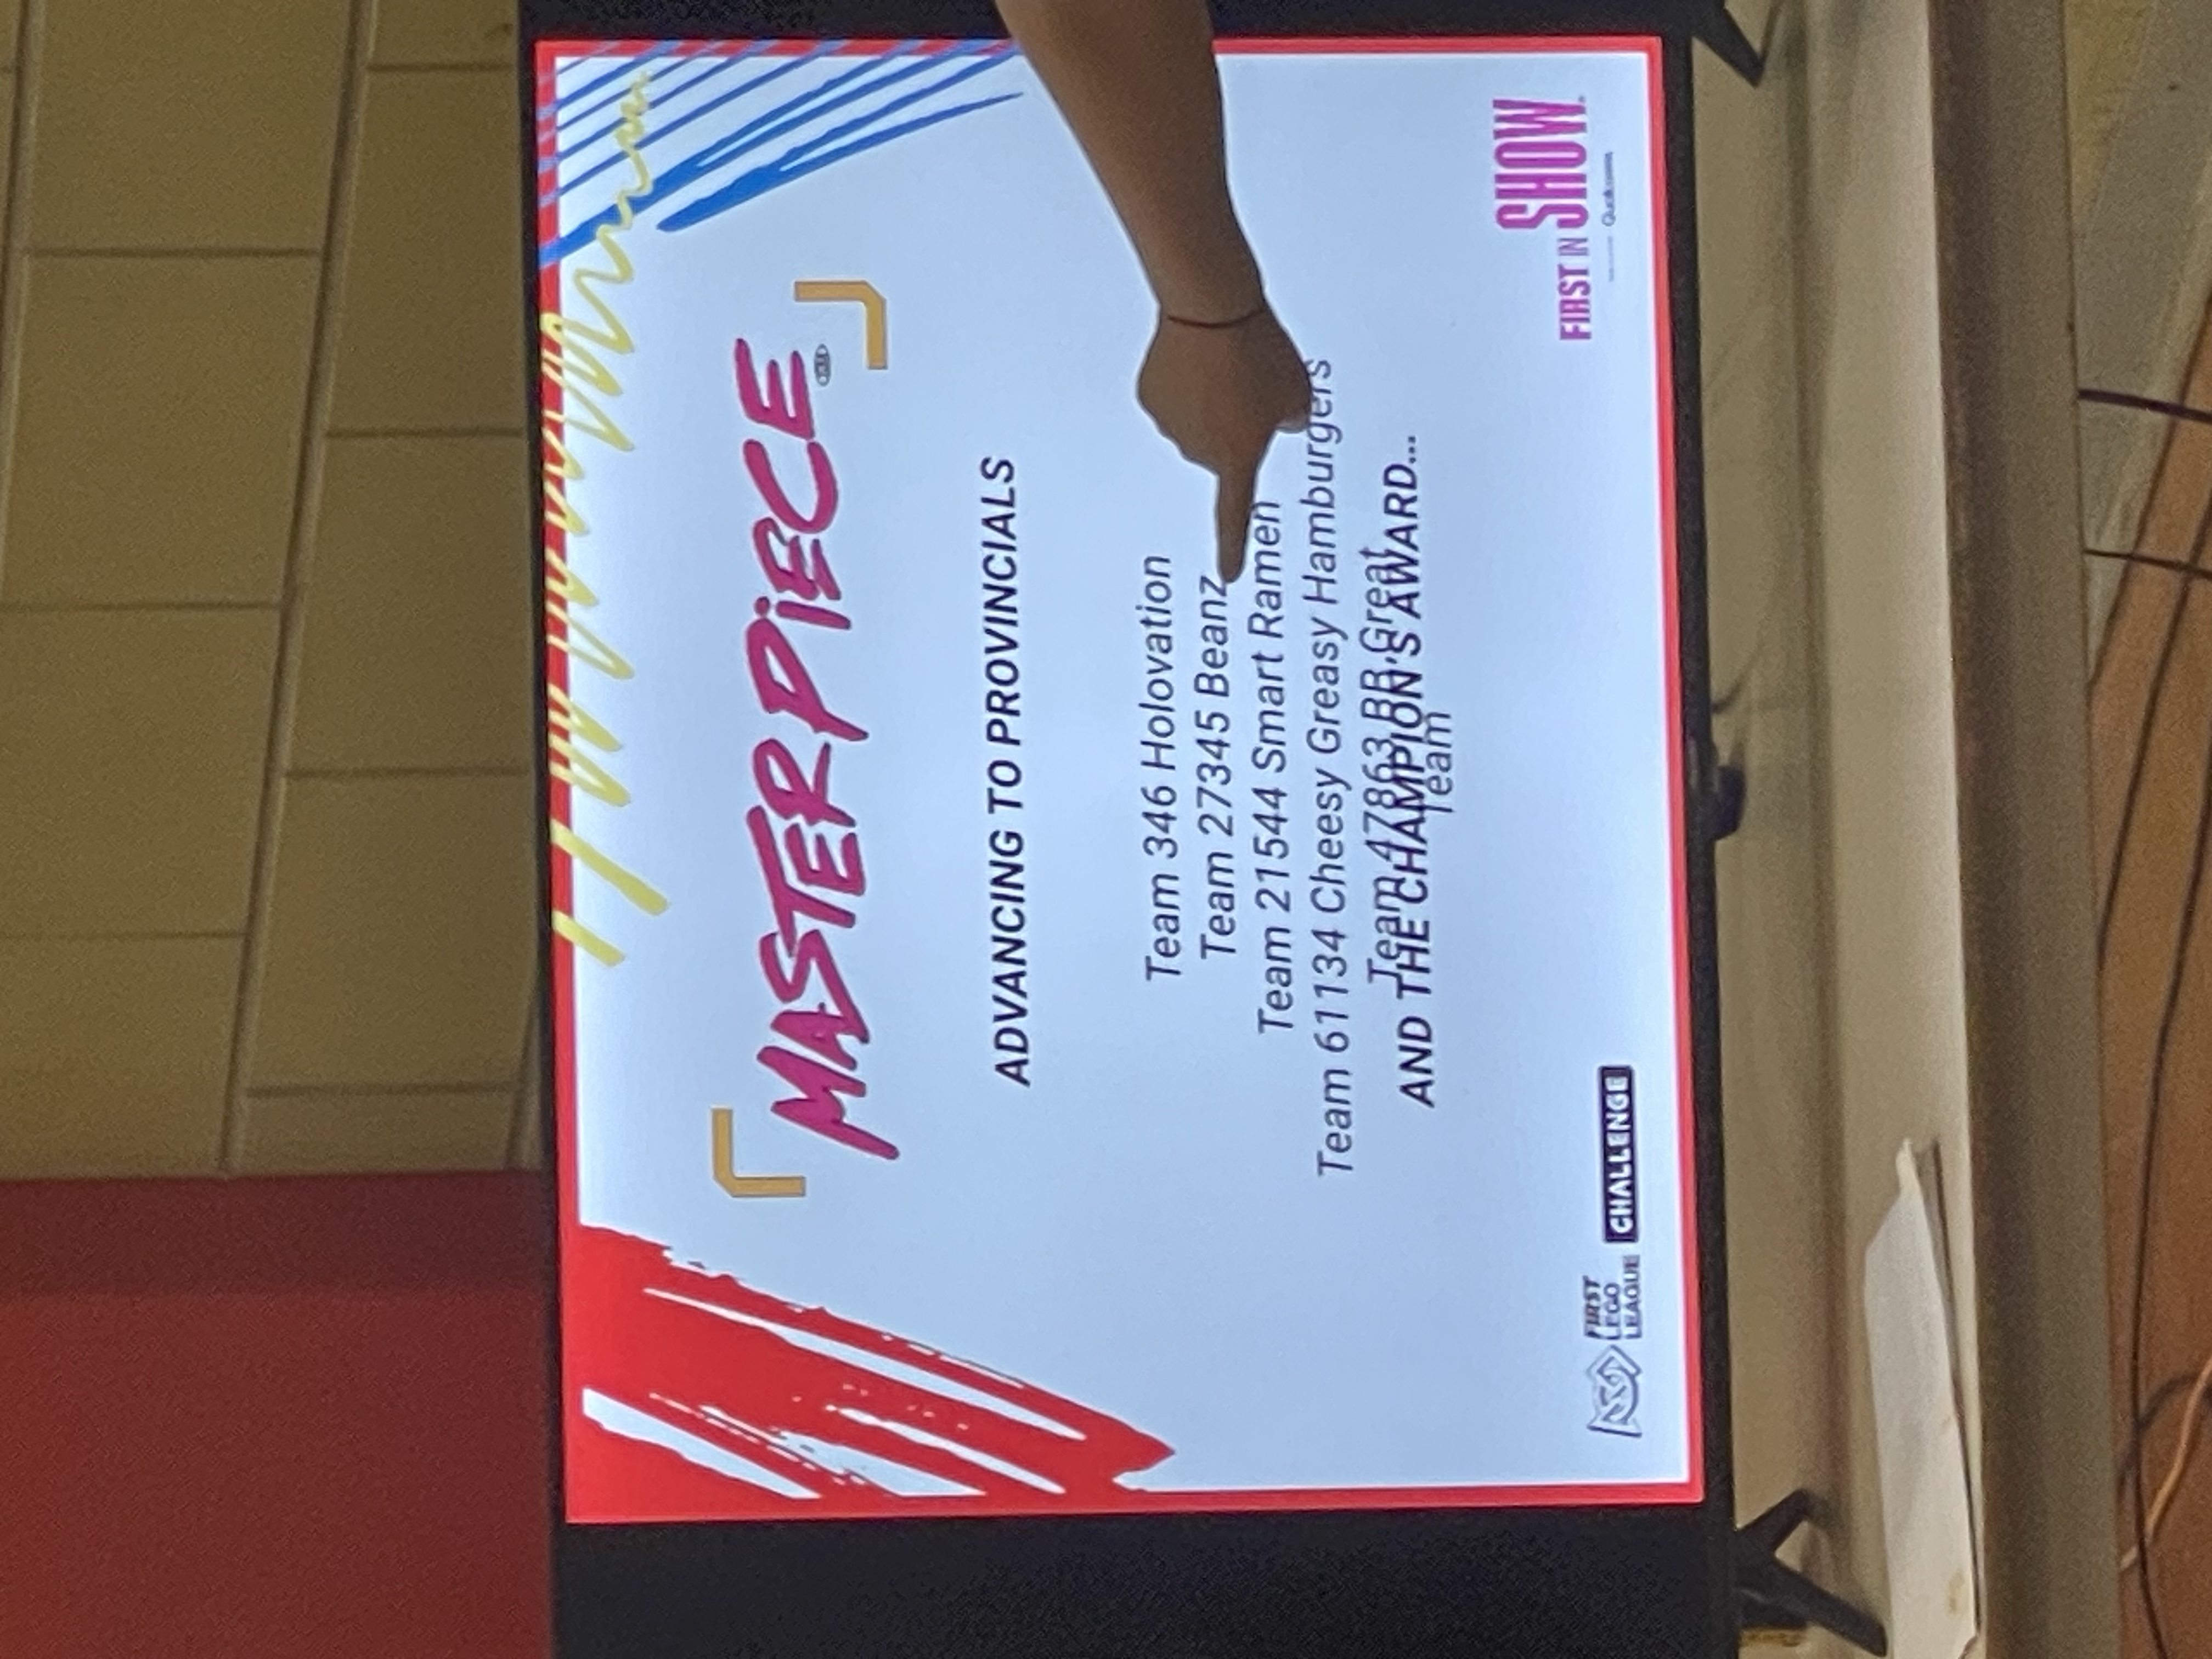 MASTERPIECE
ADVANCING TO PROVINCIALS
Team 346 Holovation
Team 27345 Beanz
Team 21544 Smart Ramen
Team 61134 Cheesy Greasy Hamburgers
Team 47863 BB.Great
AND THE CHAMPION'S AWARD...
Team
FIRST IN SHOW
Qualcomm
FIRST
LEGO
LEAGUE
CHALLENGE